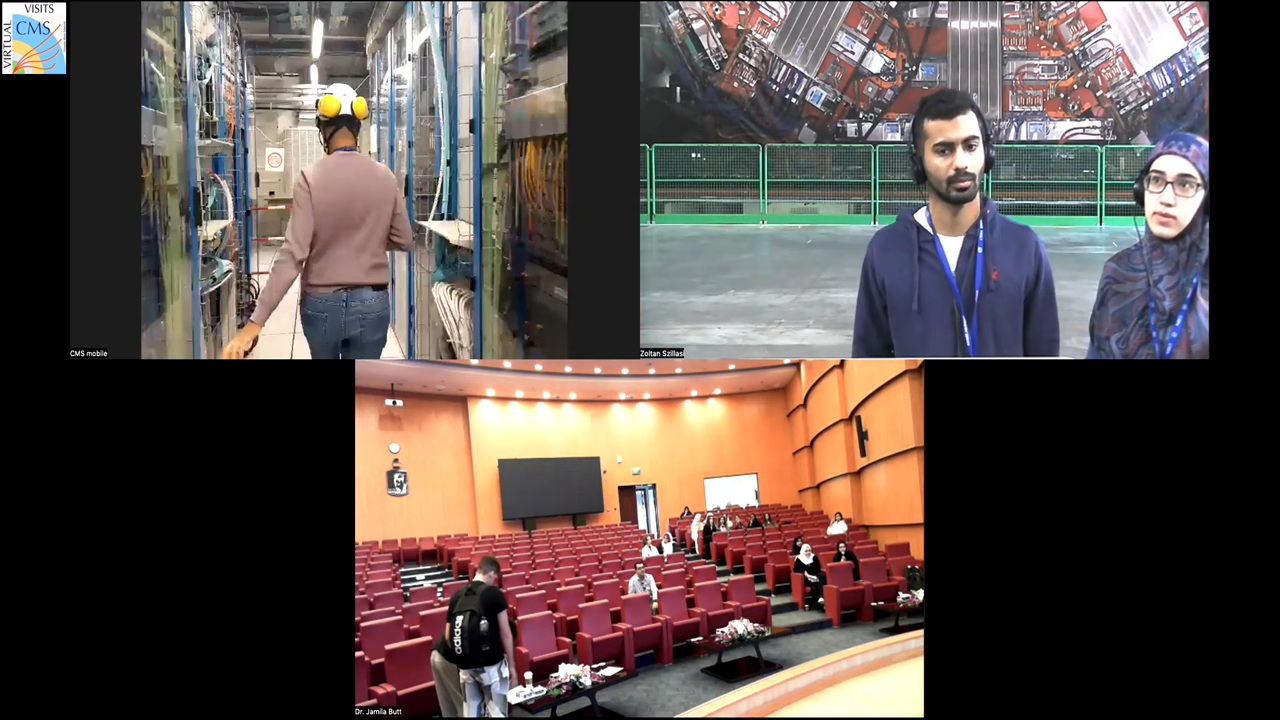 VISITS
VIRTUAL
CMS
CMS mobile
Zoltan Szillasi
adidas
Dr. Jamila Butt